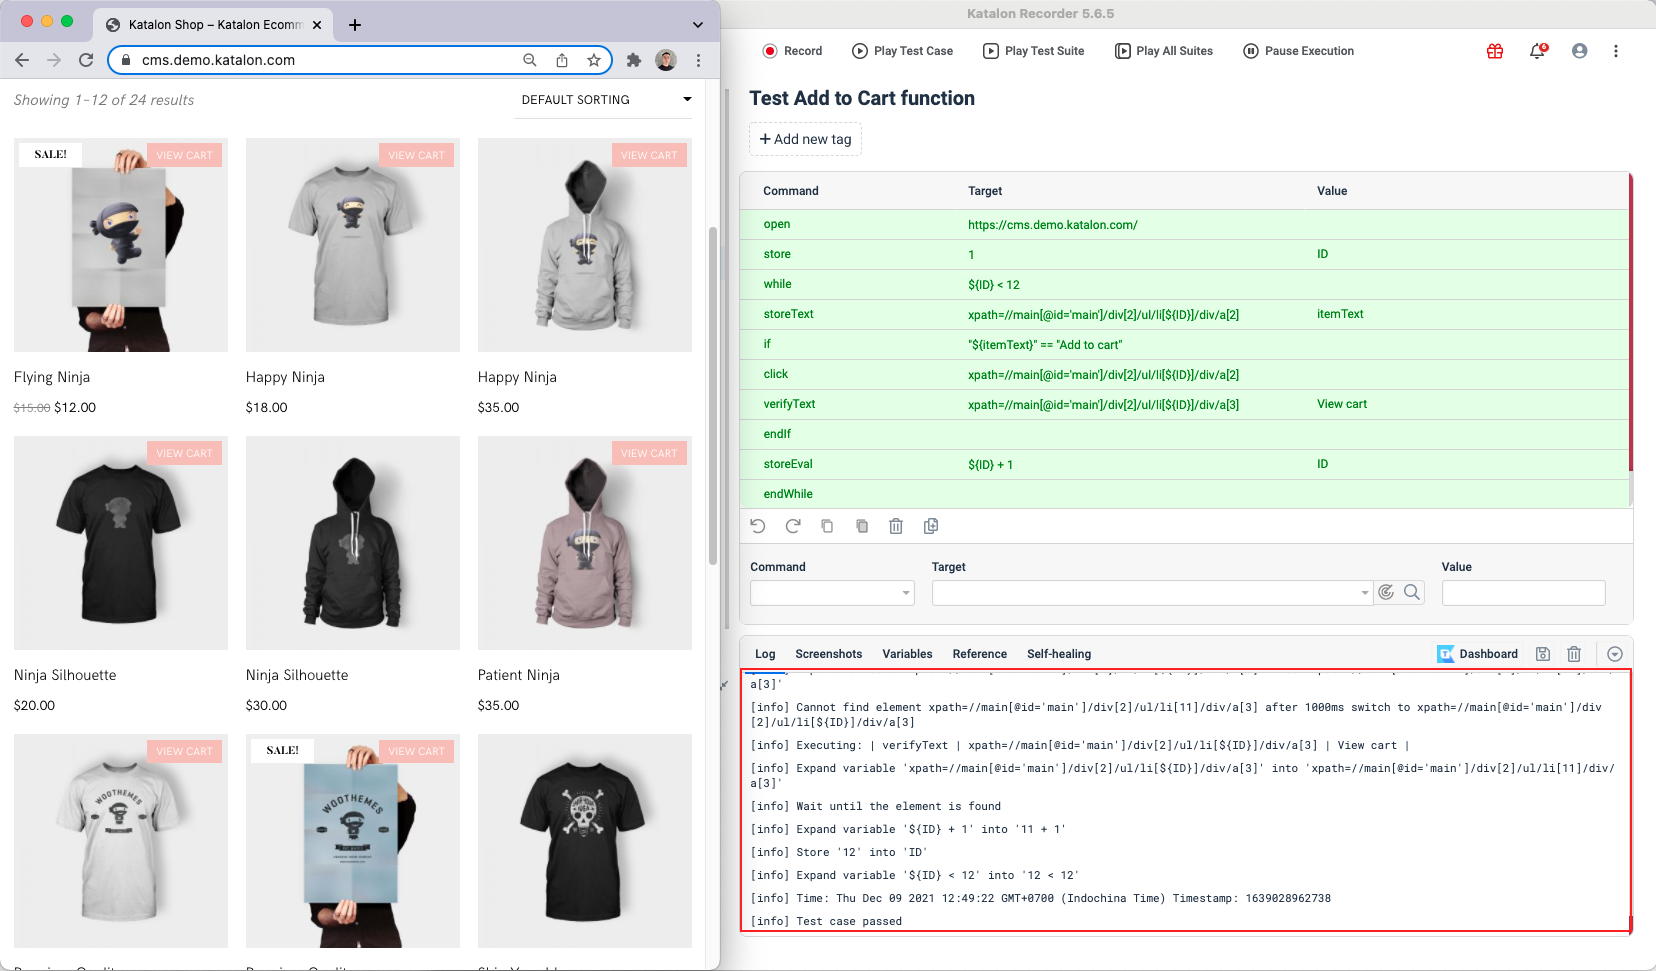 Katalon Shop – Katalon Ecomm
cms.demo.katalon.com
Showing 1–12 of 24 results
DEFAULT SORTING
SALE!
VIEW CART
VIEW CART
VIEW CART
Flying Ninja
Happy Ninja
Happy Ninja
$15.00 $12.00
$18.00
$35.00
VIEW CART
VIEW CART
Ninja Silhouette
Ninja Silhouette
Patient Ninja
$20.00
$30.00
$35.00
VIEW CART
SALE!
VIEW CART
WOOTHEMES
WOOTHEMES
Katalon Recorder 5.6.5
Record
Play Test Case
Play Test Suite
Play All Suites
Pause Execution
Test Add to Cart function
+ Add new tag
Command Target Value
open https://cms.demo.katalon.com/
store 1 ID
while ${ID} < 12
storeText xpath=//main[@id='main']/div[2]/ul/li[${ID}]/div/a[2] itemText
if "${itemText}" == "Add to cart"
click xpath=//main[@id='main']/div[2]/ul/li[${ID}]/div/a[2]
verifyText xpath=//main[@id='main']/div[2]/ul/li[${ID}]/div/a[3] View cart
endIf
storeEval ${ID} + 1 ID
endWhile
Command Target Value
Log Screenshots Variables Reference Self-healing Dashboard
a[3]'
[info] Cannot find element xpath=//main[@id='main']/div[2]/ul/li[11]/div/a[3] after 1000ms switch to xpath=//main[@id='main']/div
[2]/ul/li[${ID}]/div/a[3]
[info] Executing: | verifyText | xpath=//main[@id='main']/div[2]/ul/li[${ID}]/div/a[3] | View cart |
[info] Expand variable 'xpath=//main[@id='main']/div[2]/ul/li[${ID}]/div/a[3]' into 'xpath=//main[@id='main']/div[2]/ul/li[11]/div/
a[3]'
[info] Wait until the element is found
[info] Expand variable '${ID} + 1' into '11 + 1'
[info] Store '12' into 'ID'
[info] Expand variable '${ID} < 12' into '12 < 12'
[info] Time: Thu Dec 09 2021 12:49:22 GMT+0700 (Indochina Time) Timestamp: 1639028962738
[info] Test case passed